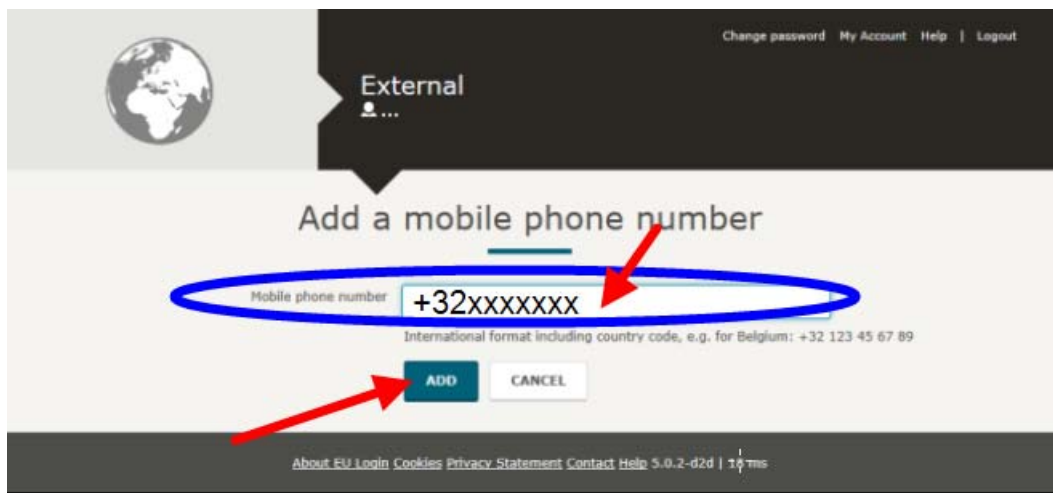 Change password My Account Help | Logout
External
...
Add a mobile phone number
Mobile phone number
+32xxxxxxx
International format including country code, e.g. for Belgium: +32 123 45 67 89
ADD CANCEL
About EU Login Cookies Privacy Statement Contact Help 5.0.2-d2d | ms